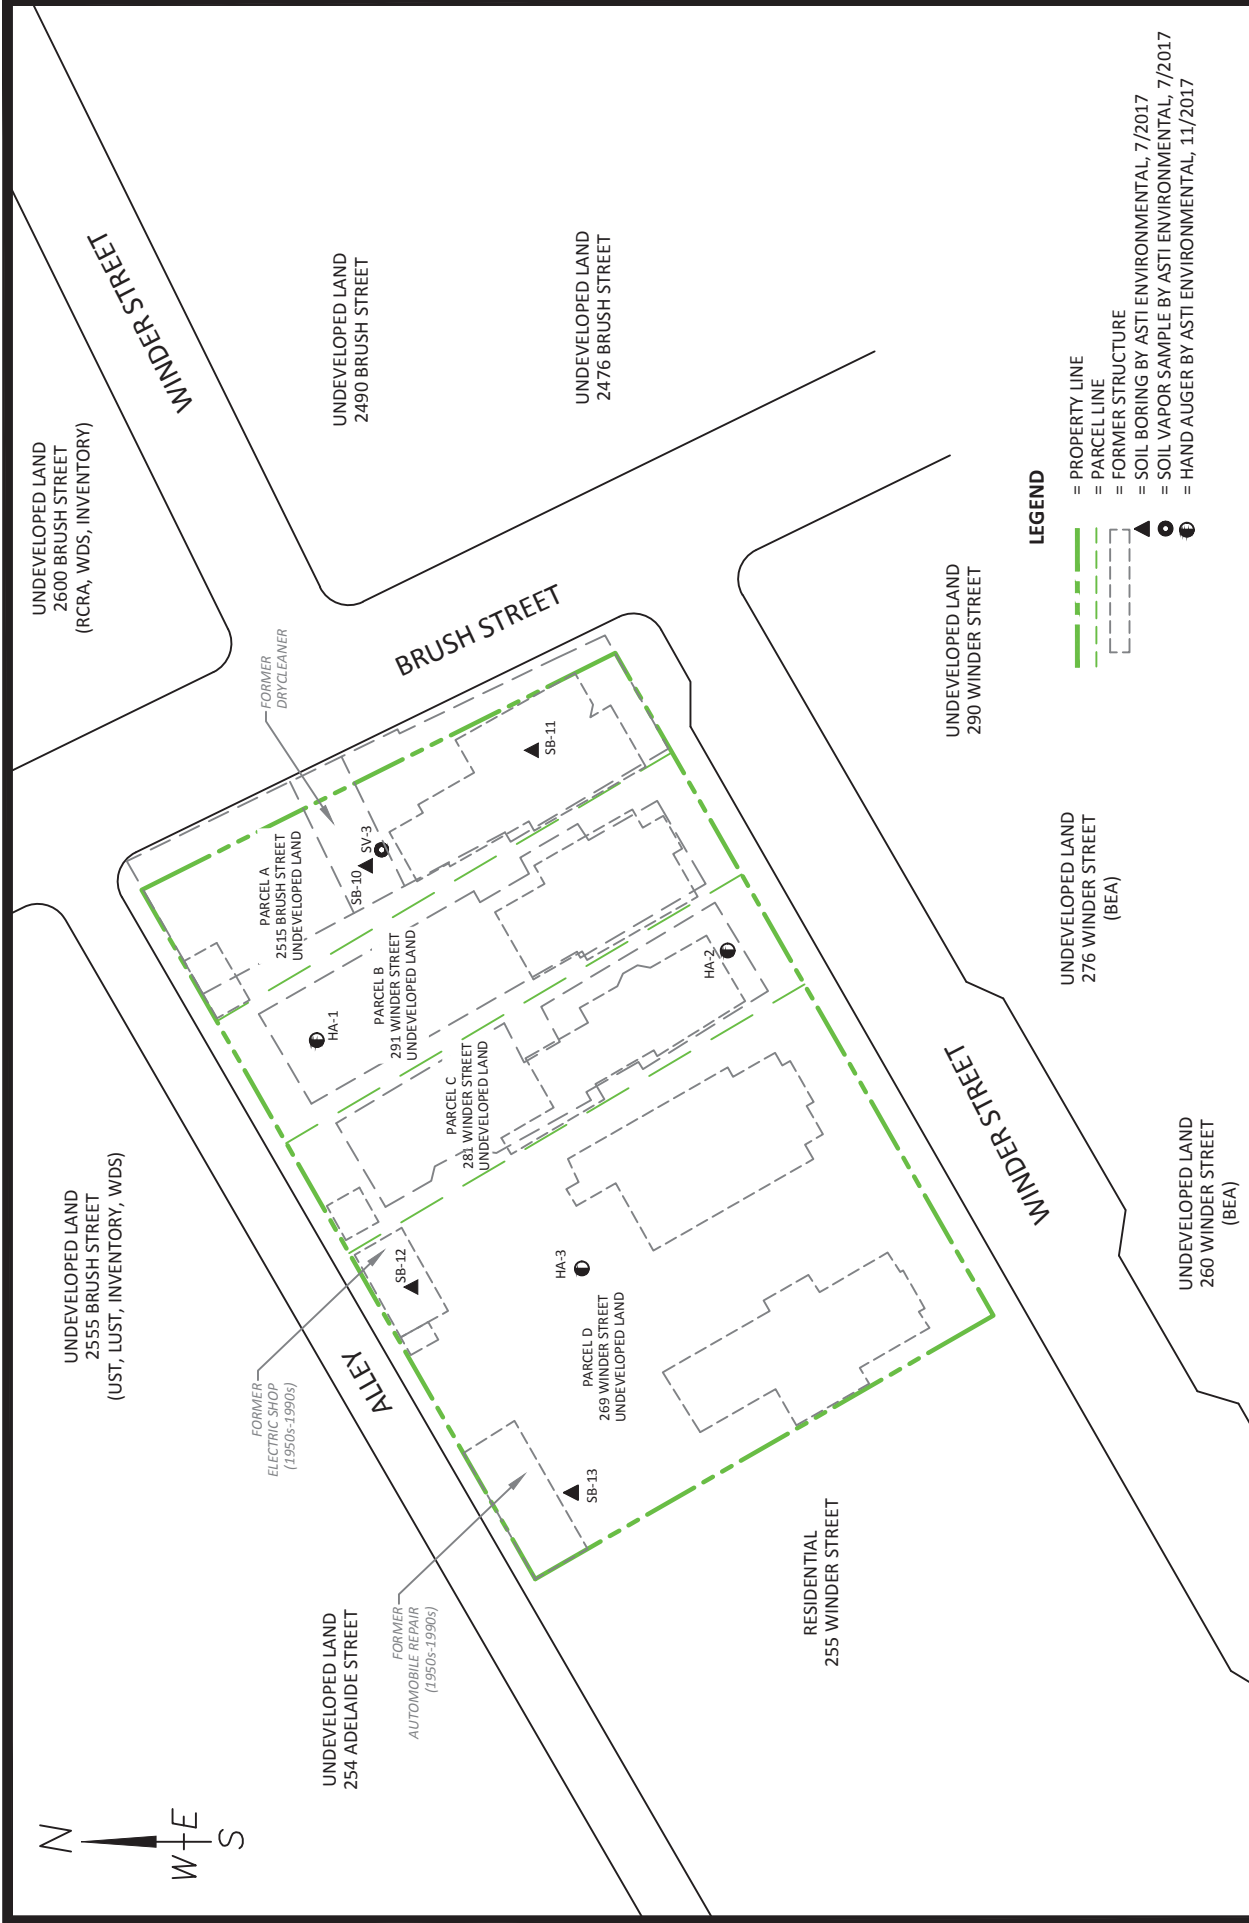 N
W E
S
UNDEVELOPED LAND
2555 BRUSH STREET
(UST, LUST, INVENTORY, WDS)
UNDEVELOPED LAND
2600 BRUSH STREET
(RCRA, WDS, INVENTORY)
WINDER STREET
UNDEVELOPED LAND
2490 BRUSH STREET
UNDEVELOPED LAND
2476 BRUSH STREET
BRUSH STREET
FORMER
DRYCLEANER
FORMER
ELECTRIC SHOP
(1950s-1990s)
FORMER
AUTOMOBILE REPAIR
(1950s-1990s)
UNDEVELOPED LAND
254 ADELAIDE STREET
ALLEY
PARCEL A
2515 BRUSH STREET
UNDEVELOPED LAND
SB-10
SV-3
SB-11
HA-1
PARCEL B
291 WINDER STREET
UNDEVELOPED LAND
PARCEL C
281 WINDER STREET
UNDEVELOPED LAND
HA-2
SB-12
HA-3
PARCEL D
269 WINDER STREET
UNDEVELOPED LAND
SB-13
RESIDENTIAL
255 WINDER STREET
WINDER STREET
UNDEVELOPED LAND
290 WINDER STREET
UNDEVELOPED LAND
276 WINDER STREET
(BEA)
UNDEVELOPED LAND
260 WINDER STREET
(BEA)
LEGEND
= PROPERTY LINE
= PARCEL LINE
= FORMER STRUCTURE
= SOIL BORING BY ASTI ENVIRONMENTAL, 7/2017
= SOIL VAPOR SAMPLE BY ASTI ENVIRONMENTAL, 7/2017
= HAND AUGER BY ASTI ENVIRONMENTAL, 11/2017